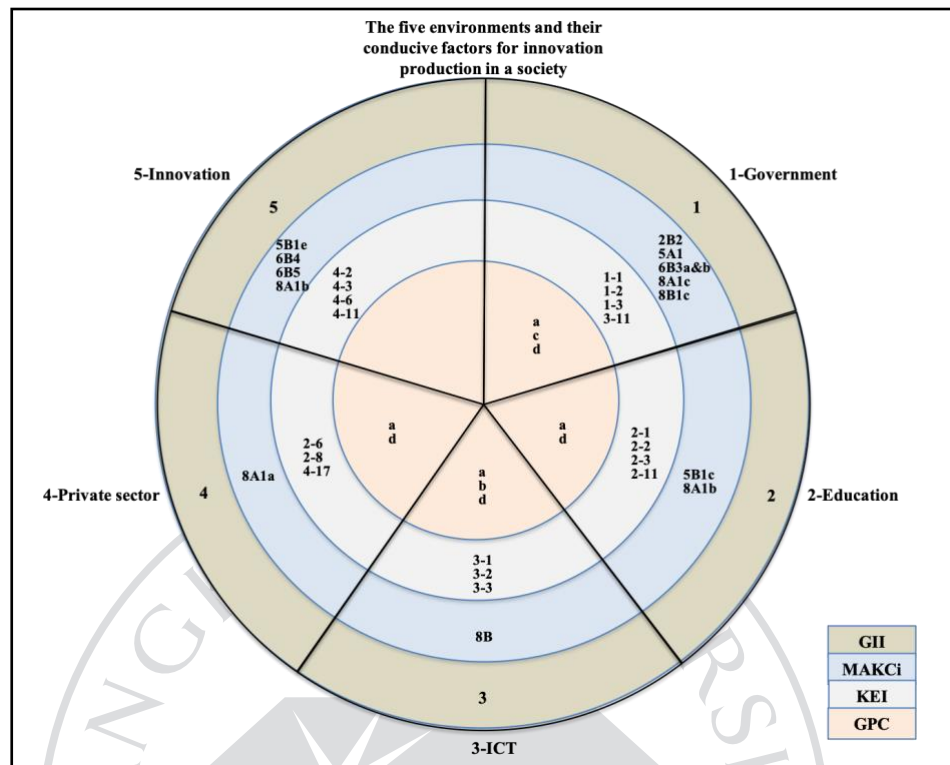 The five environments and their
conducive factors for innovation
production in a society
5-Innovation
1-Government
5
1
5B1e
6B4
6B5
8A1b
4-2
4-3
4-6
4-11
1-1
1-2
1-3
3-11
2B2
5A1
6B3a&b
8A1c
8B1c
a
c
d
4-Private sector
4
8A1a
2-6
2-8
4-17
a
d
a
b
d
a
d
2-1
2-2
2-3
2-11
5B1c
8A1b
2
2-Education
3-1
3-2
3-3
8B
3
3-ICT
GII
MAKCi
KEI
GPC